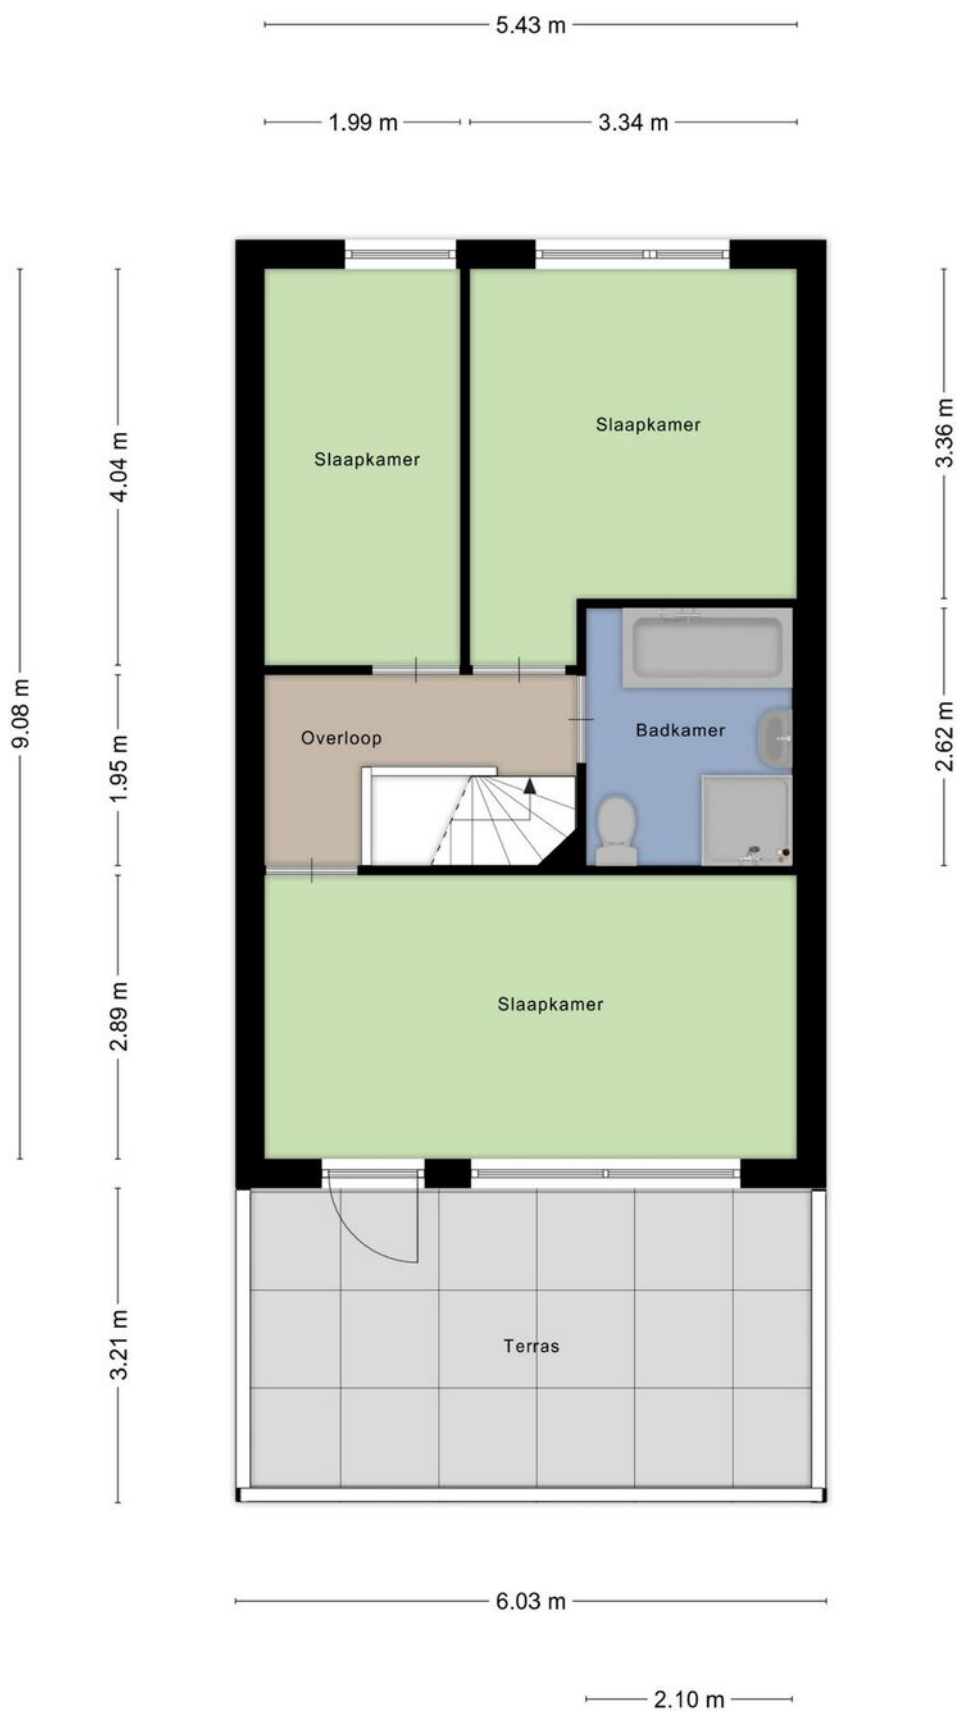 5.43 m
1.99 m
3.34 m
Slaapkamer
Slaapkamer
4.04 m
3.36 m
9.08 m
Overloop
Badkamer
1.95 m
2.62 m
Slaapkamer
2.89 m
Terras
3.21 m
6.03 m
2.10 m